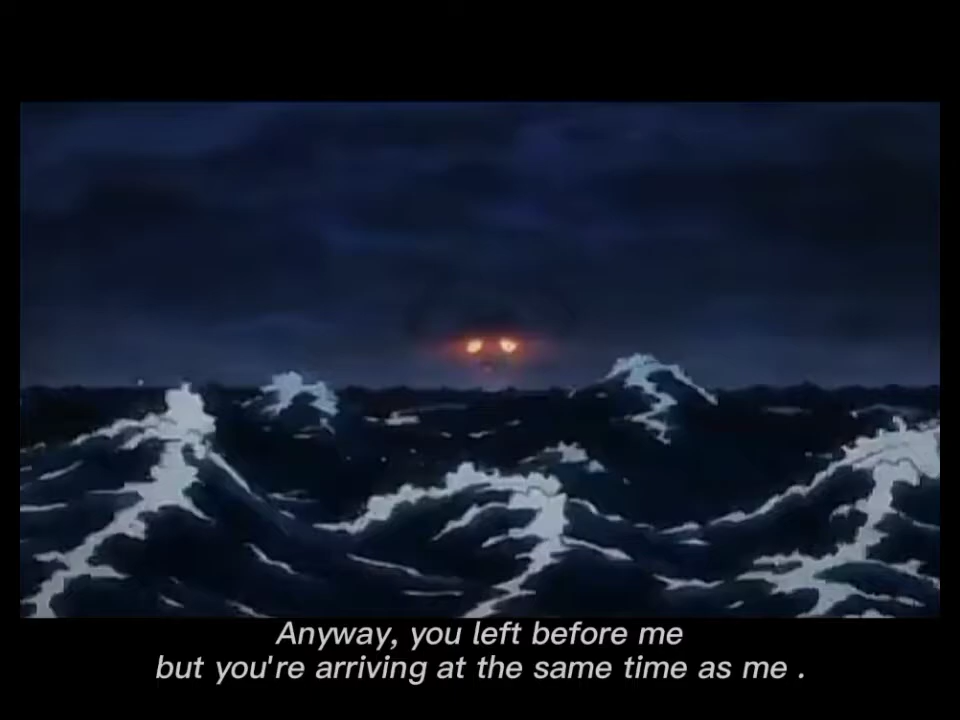 Anyway, you left before me
but you're arriving at the same time as me .